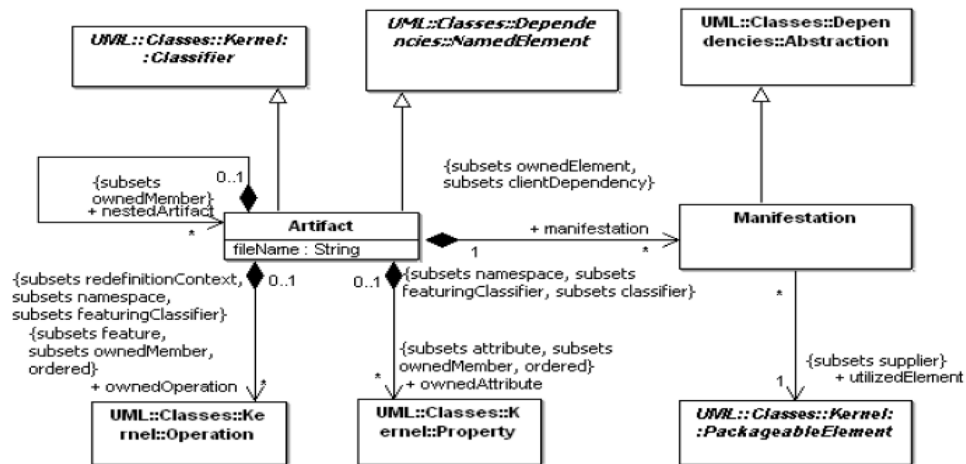 UML::Classes::Kernel:
:Classifier
UML::Classes::Depende
ncies::NamedElement
UML::Classes::Depen
dencies::Abstraction
{subsets
ownedMember}
+ nestedArtifact
0..1
*
{subsets ownedElement,
subsets clientDependency}
Artifact
fileName : String
1
+ manifestation
*
Manifestation
{subsets redefinitionContext,
subsets namespace,
subsets featuringClassifier}
0..1
0..1
{subsets namespace, subsets
featuringClassifier, subsets classifier}
*
{subsets feature,
subsets ownedMember,
ordered}
+ ownedOperation
*
{subsets attribute, subsets
ownedMember, ordered}
*
+ ownedAttribute
{subsets supplier}
1
+ utilizedElement
UML::Classes::Ke
rnel::Operation
UML::Classes::K
ernel::Property
UML::Classes::Kernel:
:PackageableElement